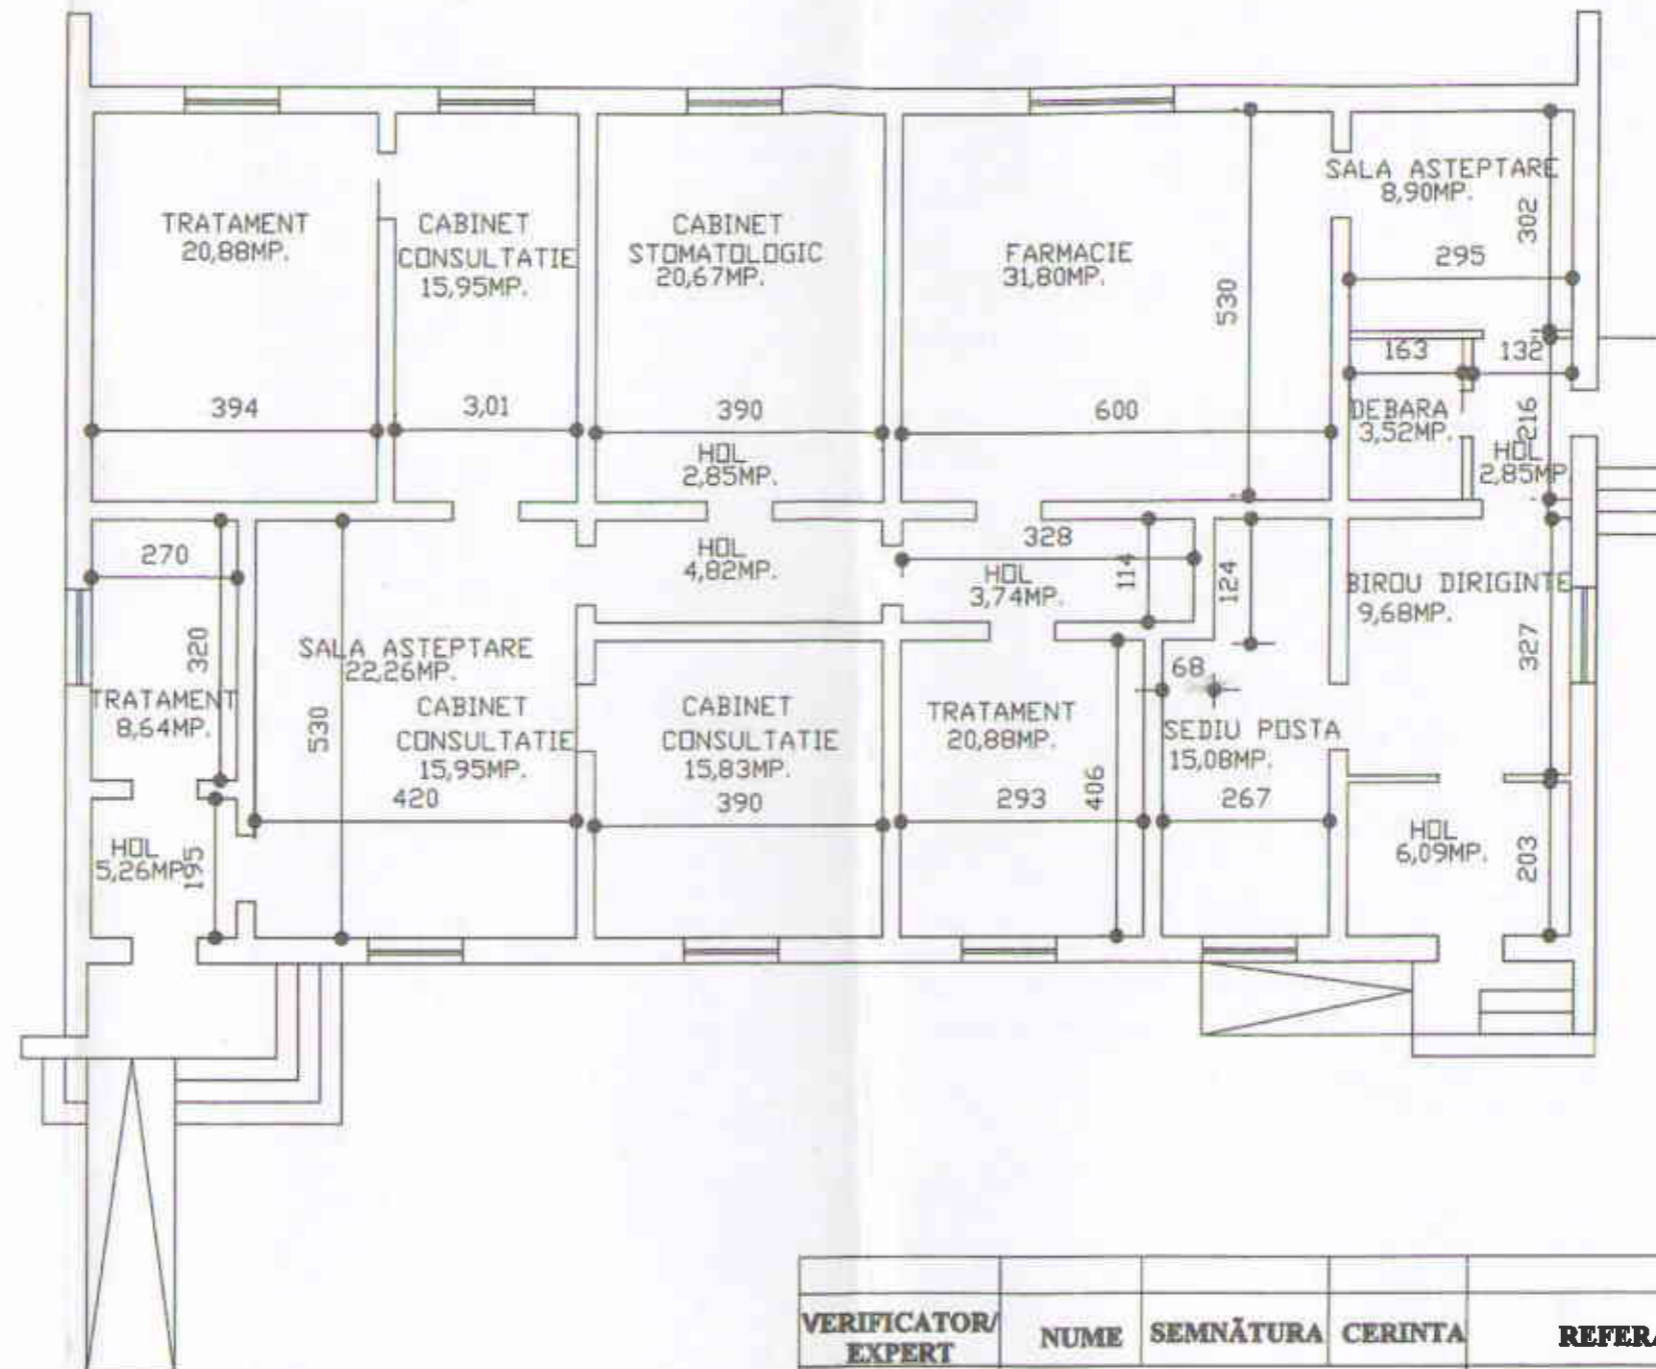 TRATAMENT
20,88MP.
394
CABINET
CONSULTATIE
15,95MP.
3,01
CABINET
STOMATOLOGIC
20,67MP.
390
HOL
2,85MP.
FARMACIE
31,80MP.
600
530
SALA ASTEPTARE
8,90MP.
302
295
163
132
DEBARA
3,52MP.
216
HOL
2,85MP
270
320
TRATAMENT
8,64MP.
HOL
5,26MP
195
SALA ASTEPTARE
22,26MP.
530
CABINET
CONSULTATIE
15,95MP.
420
HOL
4,82MP.
CABINET
CONSULTATIE
15,83MP.
390
328
HOL
3,74MP.
114
124
TRATAMENT
20,88MP.
293
406
68
SEDIU POSTA
15,08MP.
267
BIROU DIRIGINTE
9,68MP.
327
HOL
6,09MP.
203
VERIFICATOR/
EXPERT
NUME
SEMNĂTURA
CERINTA